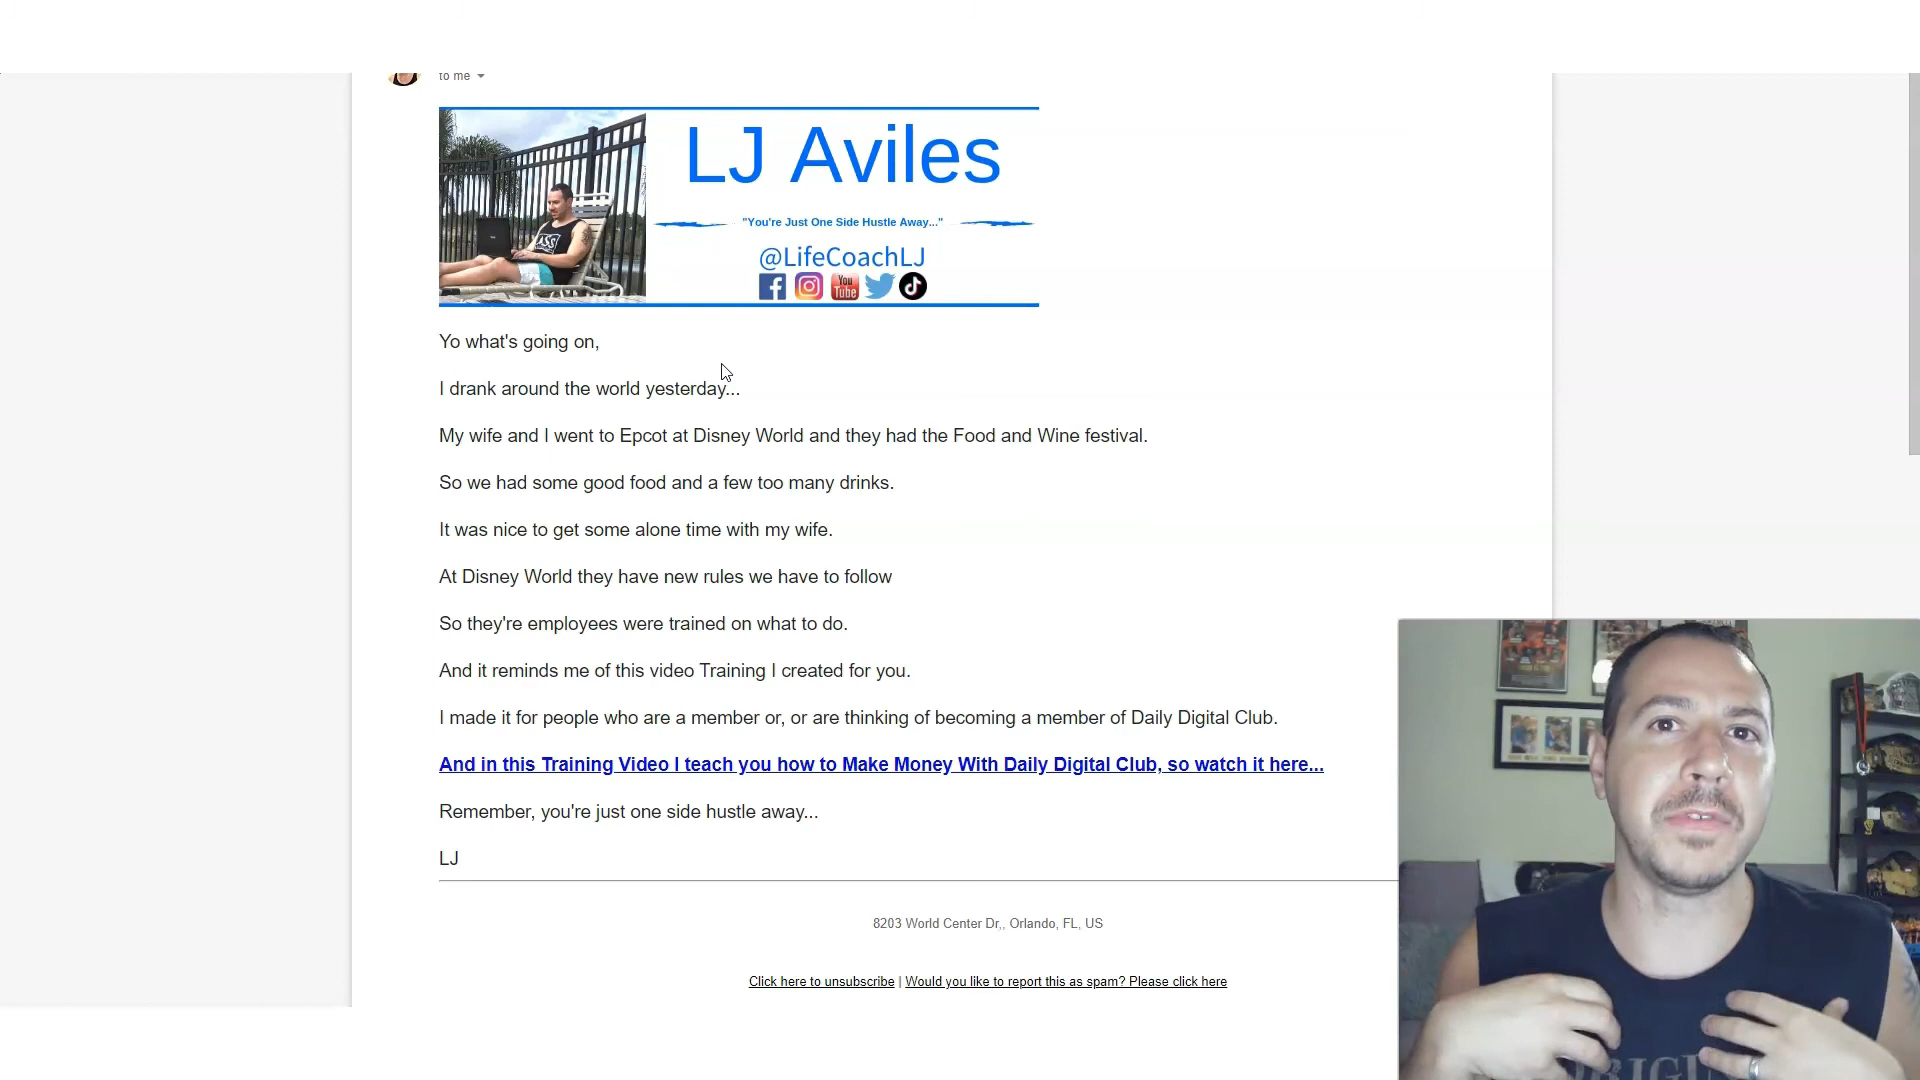 to me
LJ Aviles
"You're Just One Side Hustle Away..."
@LifeCoachLJ
You
Tube
Yo what's going on,
I drank around the world yesterday...
My wife and I went to Epcot at Disney World and they had the Food and Wine festival.
So we had some good food and a few too many drinks.
It was nice to get some alone time with my wife.
At Disney World they have new rules we have to follow
So they're employees were trained on what to do.
And it reminds me of this video Training I created for you.
I made it for people who are a member or, or are thinking of becoming a member of Daily Digital Club.
And in this Training Video I teach you how to Make Money With Daily Digital Club, so watch it here...
Remember, you're just one side hustle away...
LJ
8203 World Center Dr,, Orlando, FL, US
Click here to unsubscribe | Would you like to report this as spam? Please click here